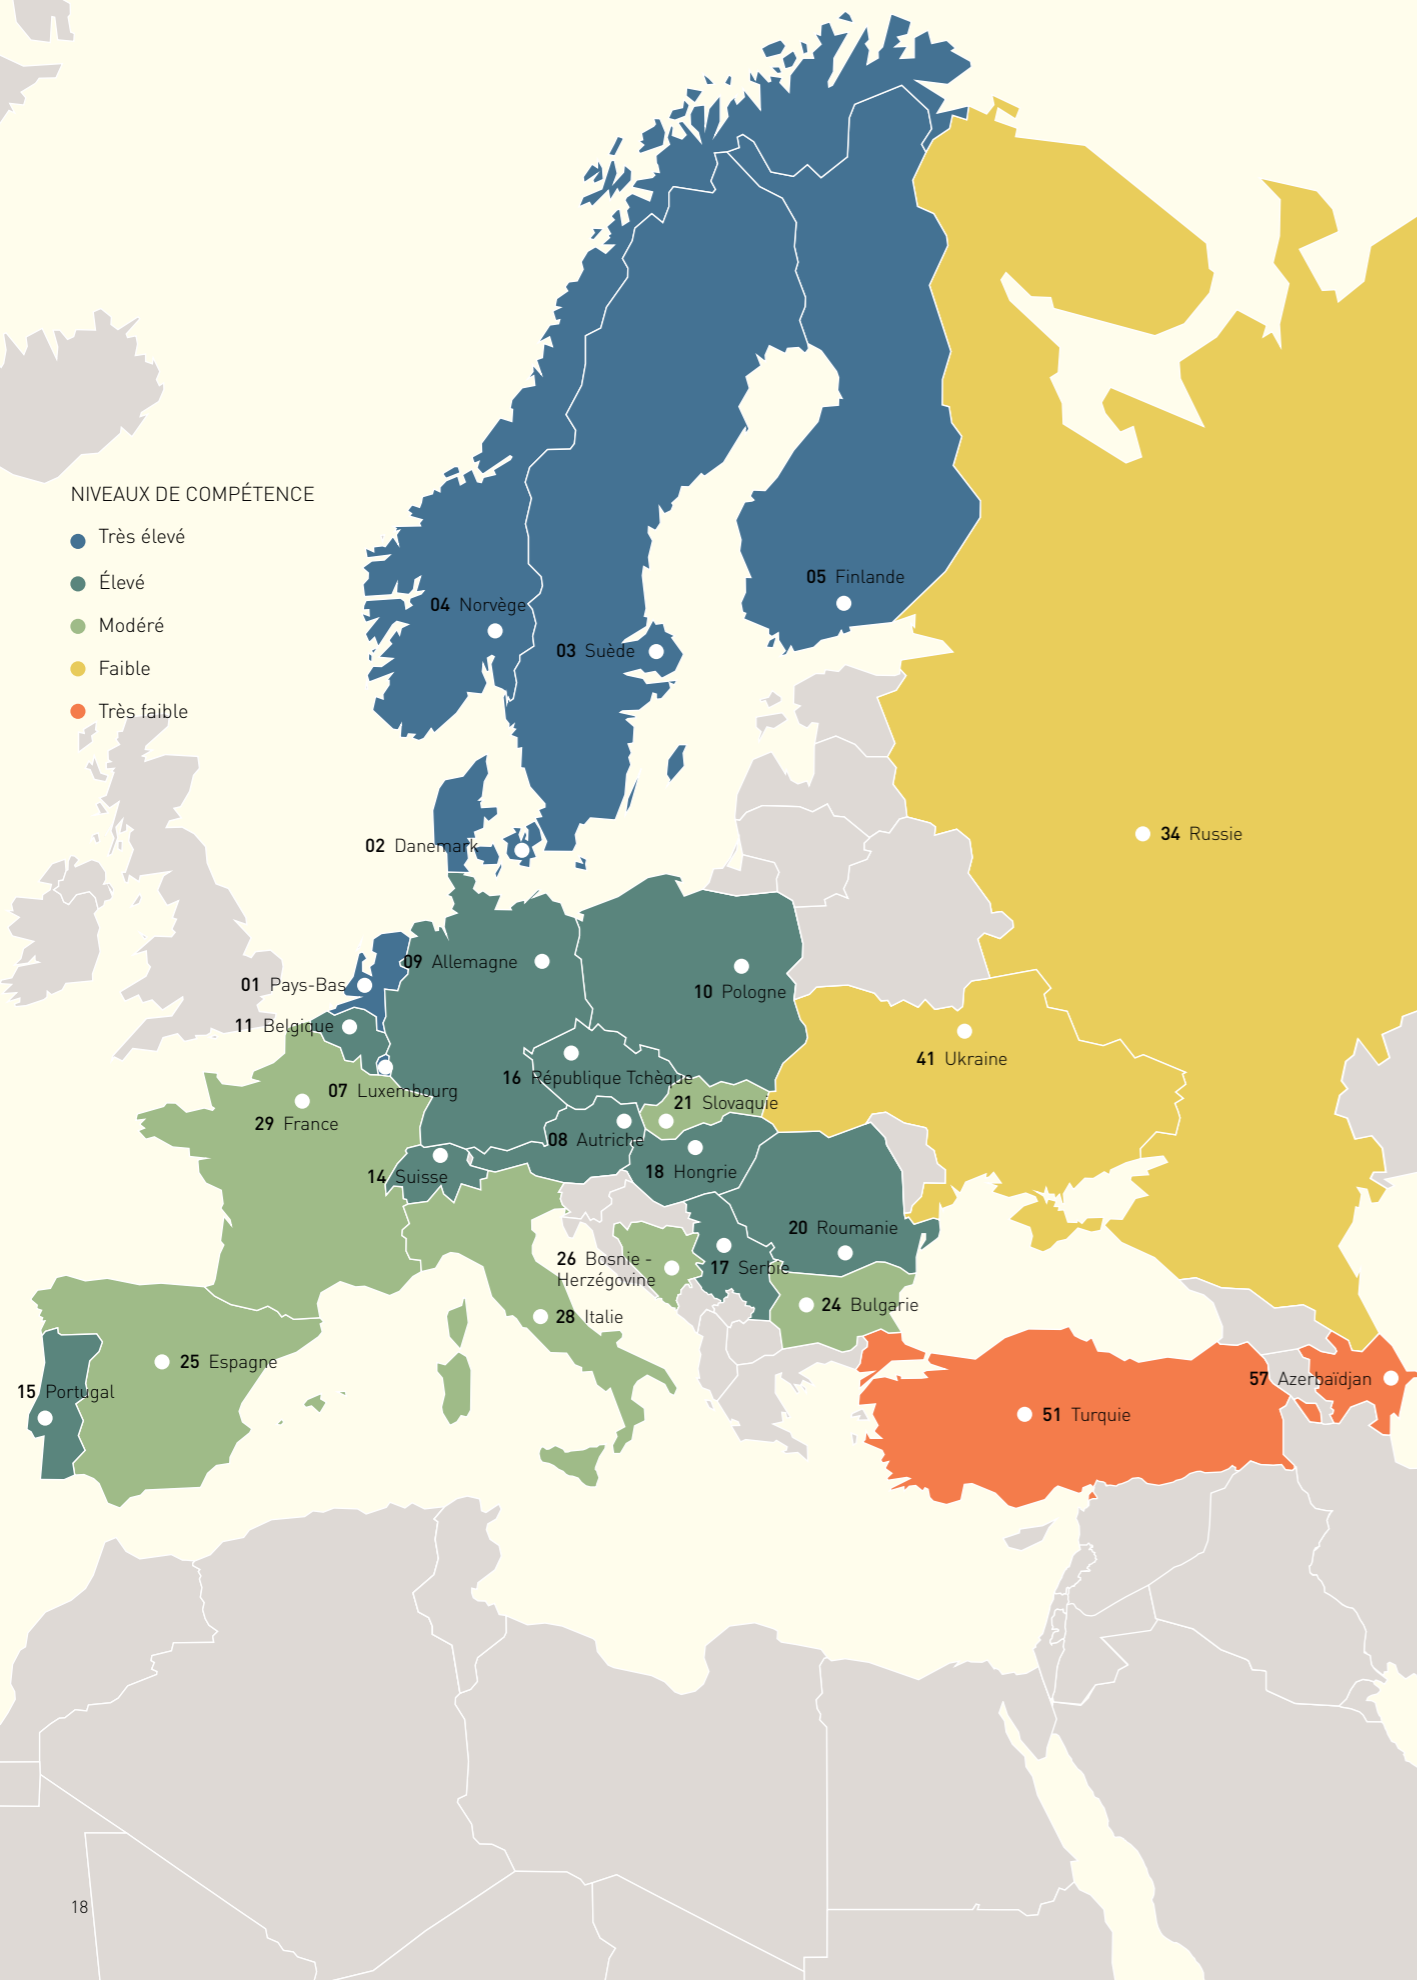 NIVEAUX DE COMPÉTENCE
Très élevé
Élevé
Modéré
Faible
Très faible
05 Finlande
04 Norvège
03 Suède
34 Russie
02 Danemark
09 Allemagne
01 Pays-Bas
10 Pologne
11 Belgique
41 Ukraine
16 République Tchèque
07 Luxembourg
21 Slovaquie
29 France
08 Autriche
18 Hongrie
14 Suisse
20 Roumanie
26 Bosnie -
Herzégovine
17 Serbie
24 Bulgarie
28 Italie
25 Espagne
57 Azerbaïdjan
15 Portugal
51 Turquie
18